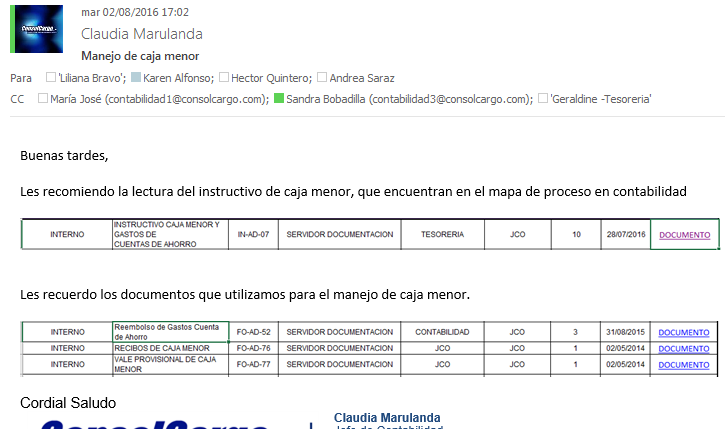 mar 02/08/2016 17:02
ConsolCargo
Claudia Marulanda
Manejo de caja menor
Para 'Liliana Bravo'; Karen Alfonso; Hector Quintero; Andrea Saraz
CC María José (contabilidad1@consolcargo.com); Sandra Bobadilla (contabilidad3@consolcargo.com); 'Geraldine -Tesoreria'
Buenas tardes,
Les recomiendo la lectura del instructivo de caja menor, que encuentran en el mapa de proceso en contabilidad
INTERNO INSTRUCTIVO CAJA MENOR Y GASTOS DE CUENTAS DE AHORRO IN-AD-07 SERVIDOR DOCUMENTACION TESORERIA JCO 10 28/07/2016 DOCUMENTO
Les recuerdo los documentos que utilizamos para el manejo de caja menor.
INTERNO Reembolso de Gastos Cuenta de Ahorro FO-AD-52 SERVIDOR DOCUMENTACION CONTABILIDAD JCO 3 31/08/2015 DOCUMENTO
INTERNO RECIBOS DE CAJA MENOR FO-AD-76 SERVIDOR DOCUMENTACION JCO JCO 1 02/05/2014 DOCUMENTO
INTERNO VALE PROVISIONAL DE CAJA MENOR FO-AD-77 SERVIDOR DOCUMENTACION JCO JCO 1 02/05/2014 DOCUMENTO
Cordial Saludo
ConsolCargo
Claudia Marulanda
Jefe de Contabilidad